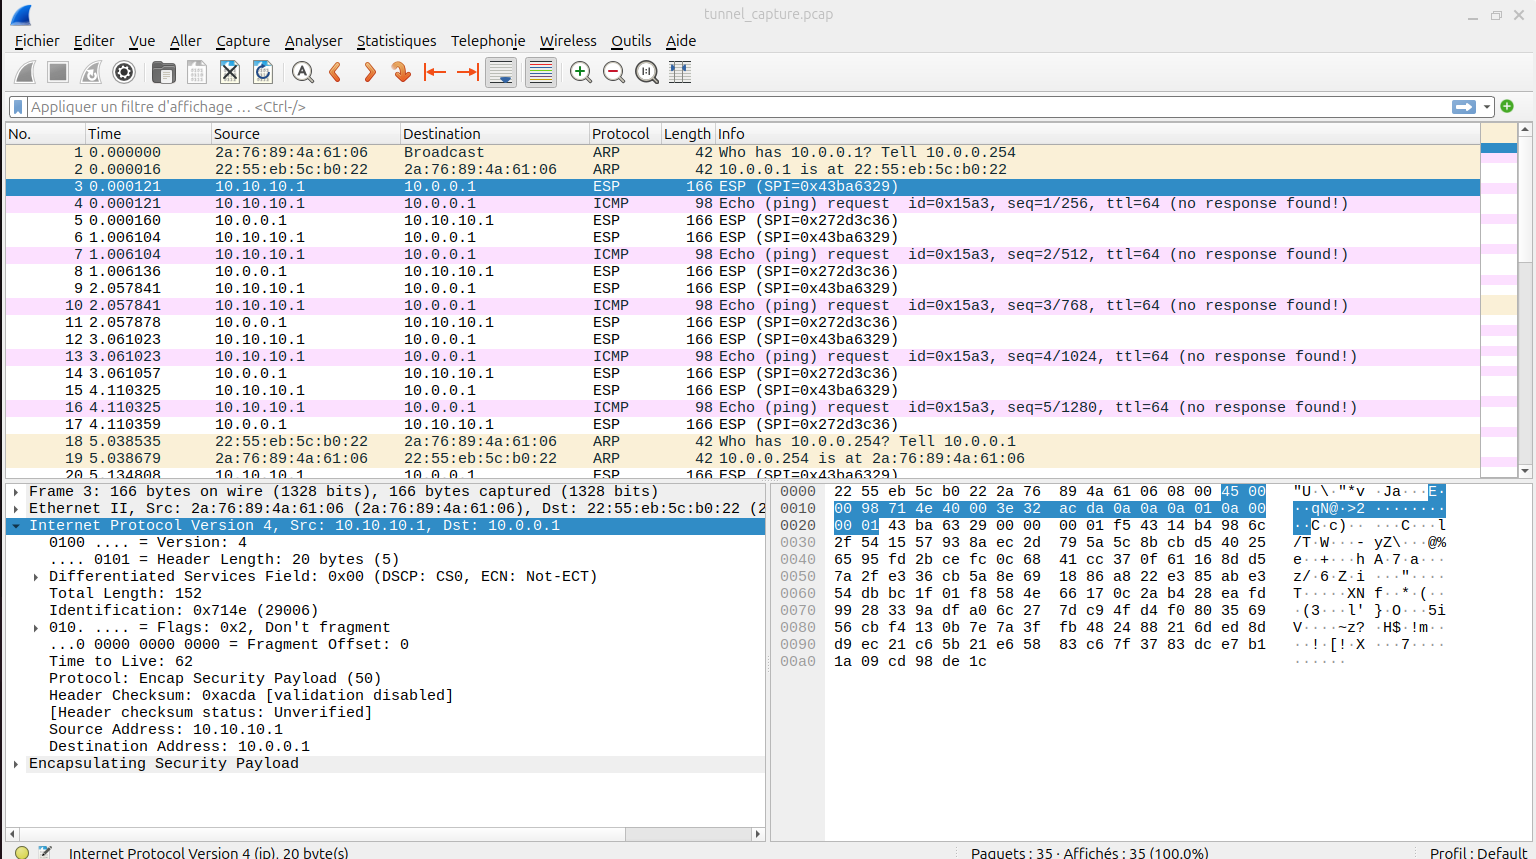 tunnel_capture.pcap
Fichier Editer Vue Aller Capture Analyser Statistiques Telephonie Wireless Outils Aide
Appliquer un filtre d'affichage … <Ctrl-/>
No. Time Source Destination Protocol Length Info
1 0.000000 2a:76:89:4a:61:06 Broadcast ARP 42 Who has 10.0.0.1? Tell 10.0.0.254
2 0.000016 22:55:eb:5c:b0:22 2a:76:89:4a:61:06 ARP 42 10.0.0.1 is at 22:55:eb:5c:b0:22
3 0.000121 10.10.10.1 10.0.0.1 ESP 166 ESP (SPI=0x43ba6329)
4 0.000121 10.10.10.1 10.0.0.1 ICMP 98 Echo (ping) request id=0x15a3, seq=1/256, ttl=64 (no response found!)
5 0.000160 10.0.0.1 10.10.10.1 ESP 166 ESP (SPI=0x272d3c36)
6 1.006104 10.10.10.1 10.0.0.1 ESP 166 ESP (SPI=0x43ba6329)
7 1.006104 10.10.10.1 10.0.0.1 ICMP 98 Echo (ping) request id=0x15a3, seq=2/512, ttl=64 (no response found!)
8 1.006136 10.0.0.1 10.10.10.1 ESP 166 ESP (SPI=0x272d3c36)
9 2.057841 10.10.10.1 10.0.0.1 ESP 166 ESP (SPI=0x43ba6329)
10 2.057841 10.10.10.1 10.0.0.1 ICMP 98 Echo (ping) request id=0x15a3, seq=3/768, ttl=64 (no response found!)
11 2.057878 10.0.0.1 10.10.10.1 ESP 166 ESP (SPI=0x272d3c36)
12 3.061023 10.10.10.1 10.0.0.1 ESP 166 ESP (SPI=0x43ba6329)
13 3.061023 10.10.10.1 10.0.0.1 ICMP 98 Echo (ping) request id=0x15a3, seq=4/1024, ttl=64 (no response found!)
14 3.061057 10.0.0.1 10.10.10.1 ESP 166 ESP (SPI=0x272d3c36)
15 4.110325 10.10.10.1 10.0.0.1 ESP 166 ESP (SPI=0x43ba6329)
16 4.110325 10.10.10.1 10.0.0.1 ICMP 98 Echo (ping) request id=0x15a3, seq=5/1280, ttl=64 (no response found!)
17 4.110359 10.0.0.1 10.10.10.1 ESP 166 ESP (SPI=0x272d3c36)
18 5.038535 22:55:eb:5c:b0:22 2a:76:89:4a:61:06 ARP 42 Who has 10.0.0.254? Tell 10.0.0.1
19 5.038679 2a:76:89:4a:61:06 22:55:eb:5c:b0:22 ARP 42 10.0.0.254 is at 2a:76:89:4a:61:06
20 5.134808 10.10.10.1 10.0.0.1 ESP 166 ESP (SPI=0x43ba6329)
Frame 3: 166 bytes on wire (1328 bits), 166 bytes captured (1328 bits)
Ethernet II, Src: 2a:76:89:4a:61:06 (2a:76:89:4a:61:06), Dst: 22:55:eb:5c:b0:22 (2
Internet Protocol Version 4, Src: 10.10.10.1, Dst: 10.0.0.1
0100 .... = Version: 4
.... 0101 = Header Length: 20 bytes (5)
Differentiated Services Field: 0x00 (DSCP: CS0, ECN: Not-ECT)
Total Length: 152
Identification: 0x714e (29006)
010. .... = Flags: 0x2, Don't fragment
...0 0000 0000 0000 = Fragment Offset: 0
Time to Live: 62
Protocol: Encap Security Payload (50)
Header Checksum: 0xacda [validation disabled]
[Header checksum status: Unverified]
Source Address: 10.10.10.1
Destination Address: 10.0.0.1
Encapsulating Security Payload
0000 22 55 eb 5c b0 22 2a 76 89 4a 61 06 08 00 45 00 "U·\·"*v ·Ja···E·
0010 00 98 71 4e 40 00 3e 32 ac da 0a 0a 0a 01 0a 00 ··qN@·>2 ········
0020 00 01 43 ba 63 29 00 00 00 01 f5 43 14 b4 98 6c ··C·c)·· ···C···l
0030 2f 54 15 57 93 8a ec 2d 79 5a 5c 8b cb d5 40 25 /T·W···- yZ\···@%
0040 65 95 fd 2b ce fc 0c 68 41 cc 37 0f 61 16 8d d5 e··+···h A·7·a···
0050 7a 2f e3 36 cb 5a 8e 69 18 86 a8 22 e3 85 ab e3 z/·6·Z·i ···"····
0060 54 db bc 1f 01 f8 58 4e 66 17 0c 2a b4 28 ea fd T·····XN f··*·(··
0070 99 28 33 9a df a0 6c 27 7d c9 4f d4 f0 80 35 69 ·(3···l' }·O···5i
0080 56 cb f4 13 0b 7e 7a 3f fb 48 24 88 21 6d ed 8d V····~z? ·H$·!m··
0090 d9 ec 21 c6 5b 21 e6 58 83 c6 7f 37 83 dc e7 b1 ··!·[!·X ···7····
00a0 1a 09 cd 98 de 1c ······
Internet Protocol Version 4 (ip), 20 byte(s) Paquets : 35 · Affichés : 35 (100.0%) Profil : Default